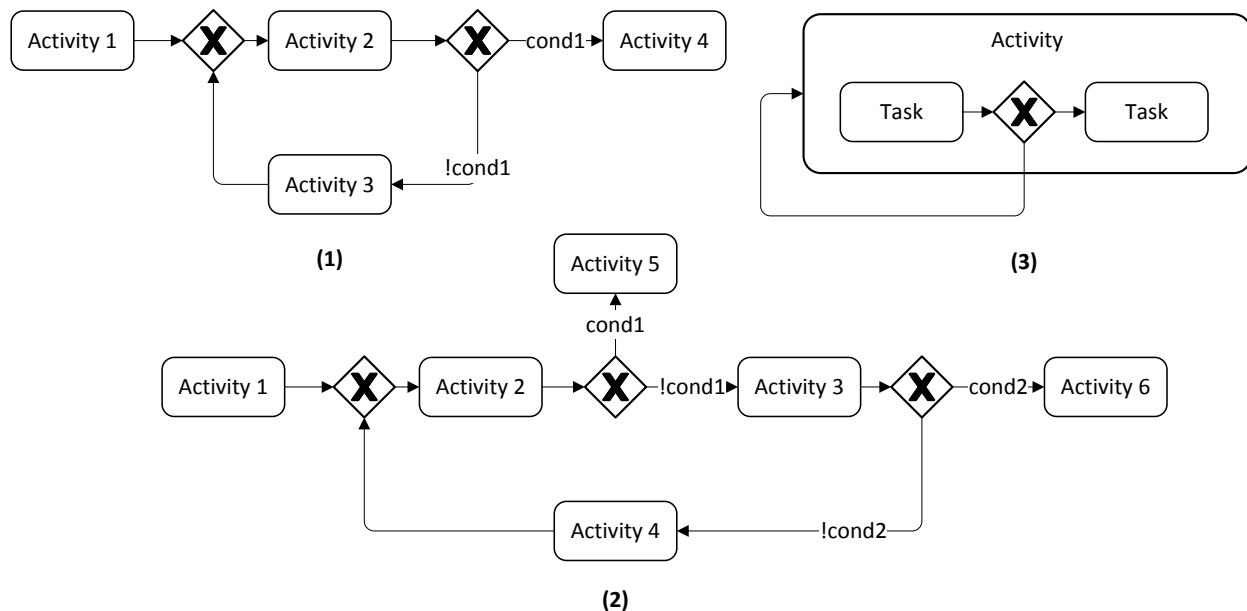 Activity 1
Activity 2
cond1
Activity 4
!cond1
Activity 3
(1)
Activity
Task
Task
(3)
Activity 5
cond1
Activity 1
Activity 2
!cond1
Activity 3
cond2
Activity 6
Activity 4
!cond2
(2)